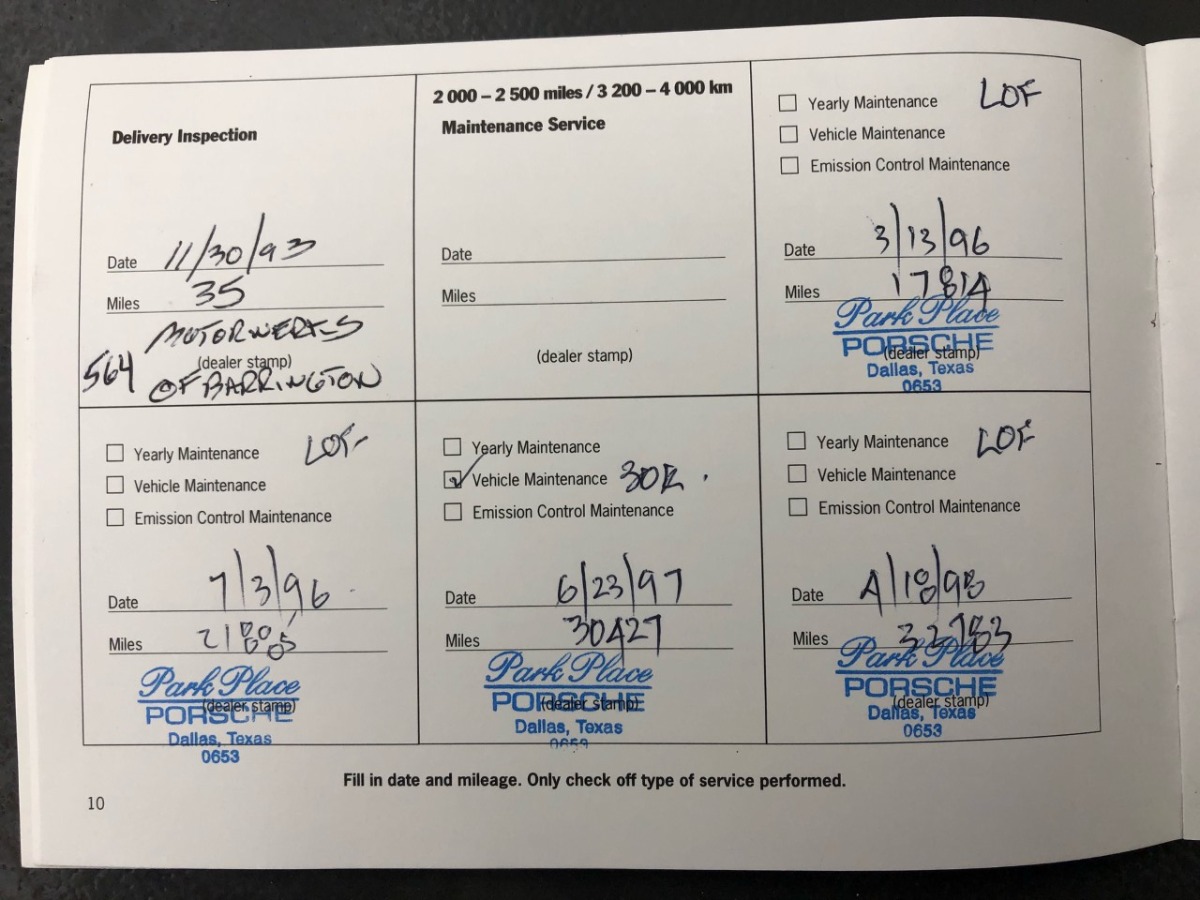 Delivery Inspection
Date 11/30/93
Miles 35
MOTORWERKS
(dealer stamp)
564 OF BARRINGTON
2 000 – 2 500 miles / 3 200 – 4 000 km
Maintenance Service
Date
Miles
(dealer stamp)
Yearly Maintenance LOF
Vehicle Maintenance
Emission Control Maintenance
Date 3/13/96
Miles 17814
Park Place
PORSCHE
(dealer stamp)
Dallas, Texas
0653
Yearly Maintenance LOF
Vehicle Maintenance
Emission Control Maintenance
Date 7/3/96
Miles
Park Place
PORSCHE
(dealer stamp)
Dallas, Texas
0653
Yearly Maintenance
Vehicle Maintenance 30K
Emission Control Maintenance
Date 6/23/97
Miles 30427
Park Place
PORSCHE
(dealer stamp)
Dallas, Texas
0653
Yearly Maintenance LOF
Vehicle Maintenance
Emission Control Maintenance
Date 4/18/98
Miles 32783
Park Place
PORSCHE
(dealer stamp)
Dallas, Texas
0653
Fill in date and mileage. Only check off type of service performed.
10